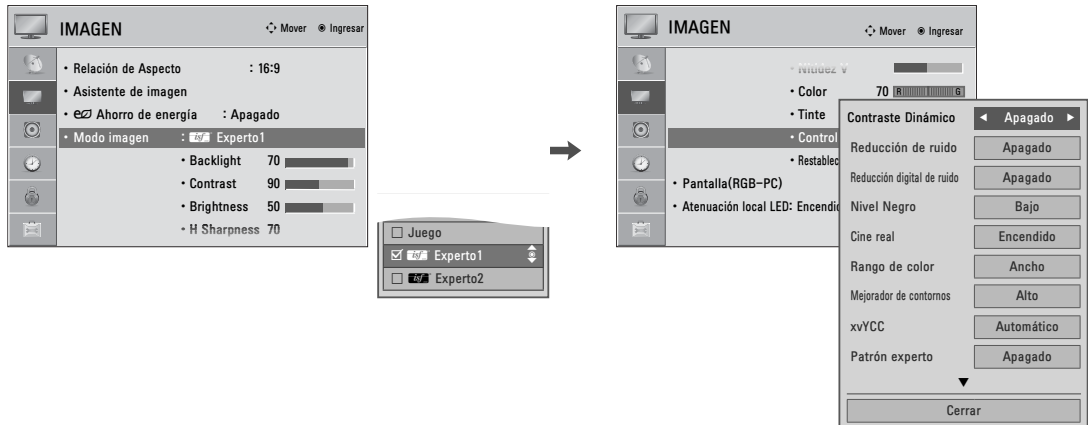 IMAGEN
Mover Ingresar
• Relación de Aspecto : 16:9
• Asistente de imagen
• Ahorro de energía : Apagado
• Modo imagen : isf Experto1
• Backlight 70
• Contrast 90
• Brightness 50
• H Sharpness 70
Juego
isf Experto1
isf Experto2
IMAGEN
Mover Ingresar
• Nitidez V
• Color 70 R G
• Tinte
• Control
• Restablec
• Pantalla(RGB-PC)
• Atenuación local LED: Encendi
Contraste Dinámico ◄ Apagado ►
Reducción de ruido Apagado
Reducción digital de ruido Apagado
Nivel Negro Bajo
Cine real Encendido
Rango de color Ancho
Mejorador de contornos Alto
xvYCC Automático
Patrón experto Apagado
▼
Cerrar